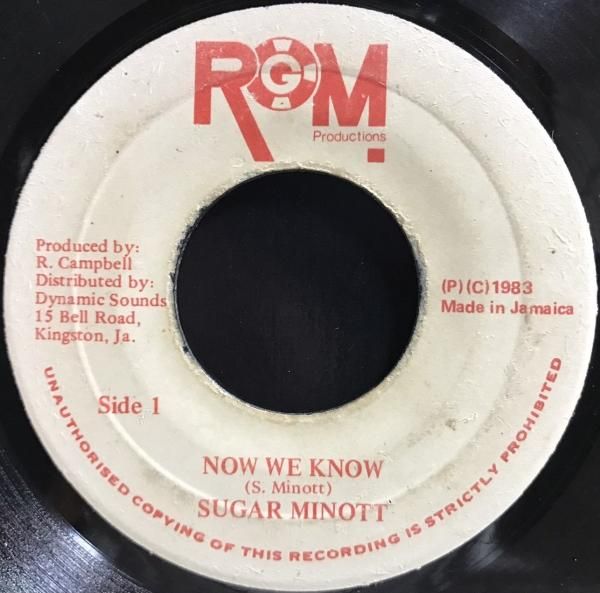 RGM
Productions
Produced by:
R. Campbell
Distributed by:
Dynamic Sounds
15 Bell Road,
Kingston, Ja.
(P)(C)1983
Made in Jamaica
Side 1
NOW WE KNOW
(S. Minott)
SUGAR MINOTT
UNAUTHORISED COPYING OF THIS RECORDING IS STRICTLY PROHIBITED